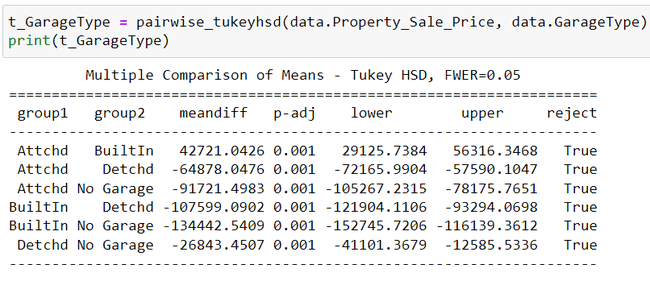 t_GarageType = pairwise_tukeyhsd(data.Property_Sale_Price, data.GarageType)
print(t_GarageType)
Multiple Comparison of Means - Tukey HSD, FWER=0.05
=====================================================================
group1 group2 meandiff p-adj lower upper reject
---------------------------------------------------------------------
Attchd BuiltIn 42721.0426 0.001 29125.7384 56316.3468 True
Attchd Detchd -64878.0476 0.001 -72165.9904 -57590.1047 True
Attchd No Garage -91721.4983 0.001 -105267.2315 -78175.7651 True
BuiltIn Detchd -107599.0902 0.001 -121904.1106 -93294.0698 True
BuiltIn No Garage -134442.5409 0.001 -152745.7206 -116139.3612 True
Detchd No Garage -26843.4507 0.001 -41101.3679 -12585.5336 True
---------------------------------------------------------------------